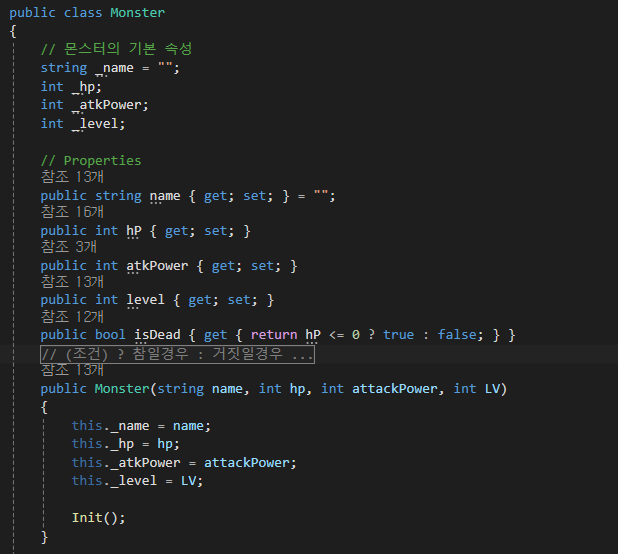 public class Monster
{
// 몬스터의 기본 속성
string _name = "";
int _hp;
int _atkPower;
int _level;
// Properties
참조 13개
public string name { get; set; } = "";
참조 16개
public int hP { get; set; }
참조 3개
public int atkPower { get; set; }
참조 13개
public int level { get; set; }
참조 12개
public bool isDead { get { return hP <= 0 ? true : false; } }
// (조건) ? 참일경우 : 거짓일경우 ...
참조 13개
public Monster(string name, int hp, int attackPower, int LV)
{
this._name = name;
this._hp = hp;
this._atkPower = attackPower;
this._level = LV;
Init();
}